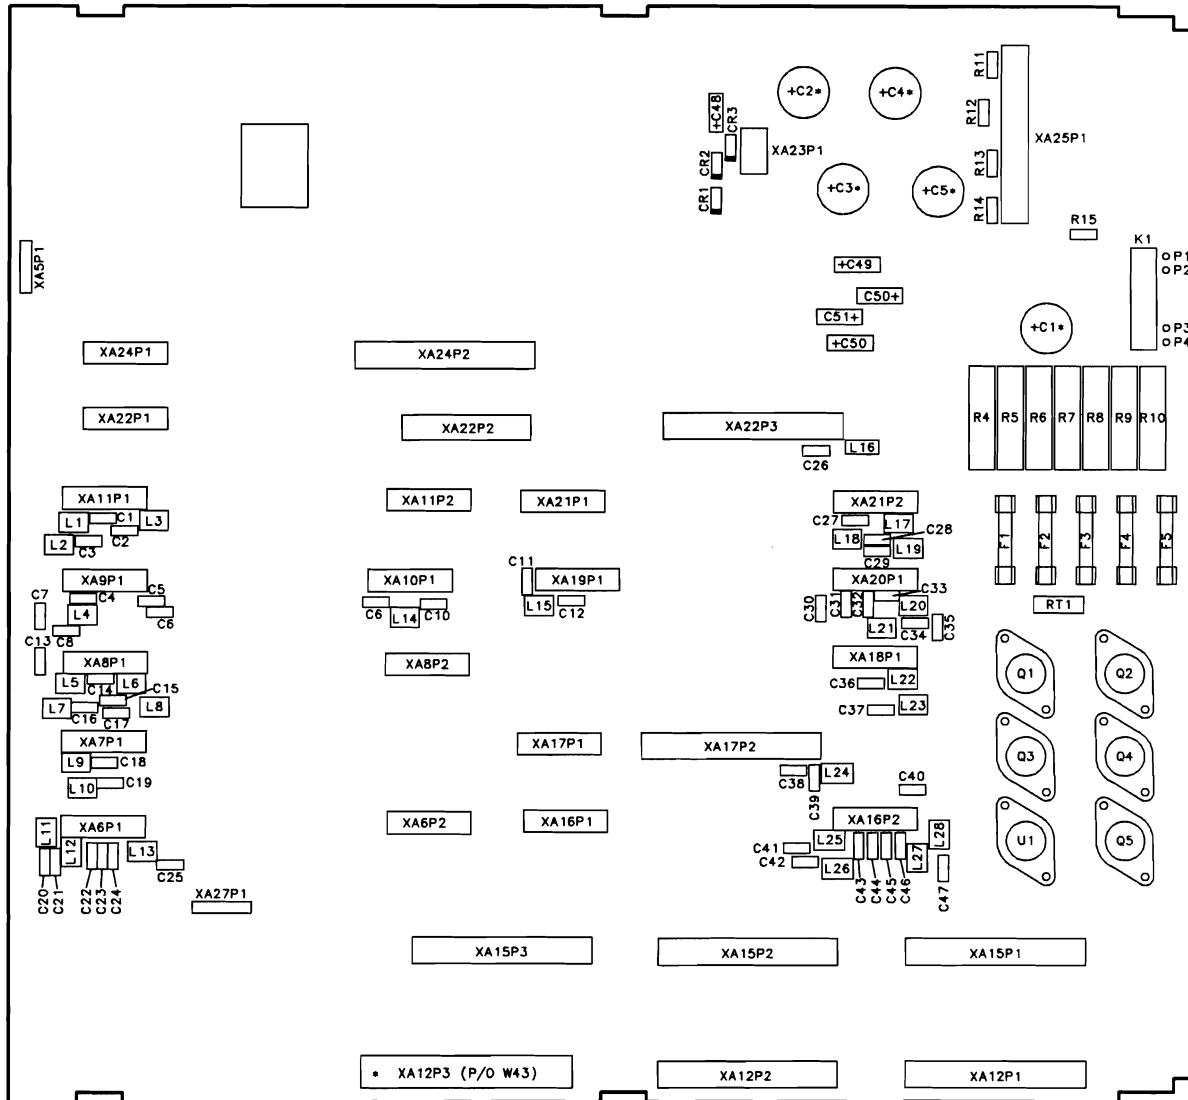 R11
+C2*
+C4*
+C48
CR3
R12
XA23P1
XA25P1
CR2
R13
+C3*
+C5*
CR1
R14
R15
K1
XA5P1
P1
P2
+C49
C50+
C51+
+C1*
P3
P4
+C50
XA24P1
XA24P2
R4
R5
R6
R7
R8
R9
R10
XA22P1
XA22P2
XA22P3
C26
L16
XA11P1
XA11P2
XA21P1
XA21P2
L1
C1
L3
C2
L2
C3
C27
L17
C28
L18
L19
C29
F1
F2
F3
F4
F5
C11
XA9P1
XA10P1
XA19P1
XA20P1
C7
C4
C5
L4
C6
C8
C6
L14
C10
L15
C12
C30
C31
C32
C33
L20
L21
C34
C35
RT1
C13
XA8P1
XA8P2
XA18P1
L5
C14
L6
C15
C36
L22
Q1
Q2
L7
C16
C17
L8
C37
L23
XA7P1
XA17P1
XA17P2
L9
C18
C38
C39
L24
Q3
Q4
L10
C19
C40
L11
XA6P1
XA6P2
XA16P1
XA16P2
L12
L13
C25
C41
L25
C42
L26
L27
L28
U1
Q5
C20
C21
C22
C23
C24
C43
C44
C45
C46
C47
XA27P1
XA15P3
XA15P2
XA15P1
* XA12P3 (P/O W43)
XA12P2
XA12P1